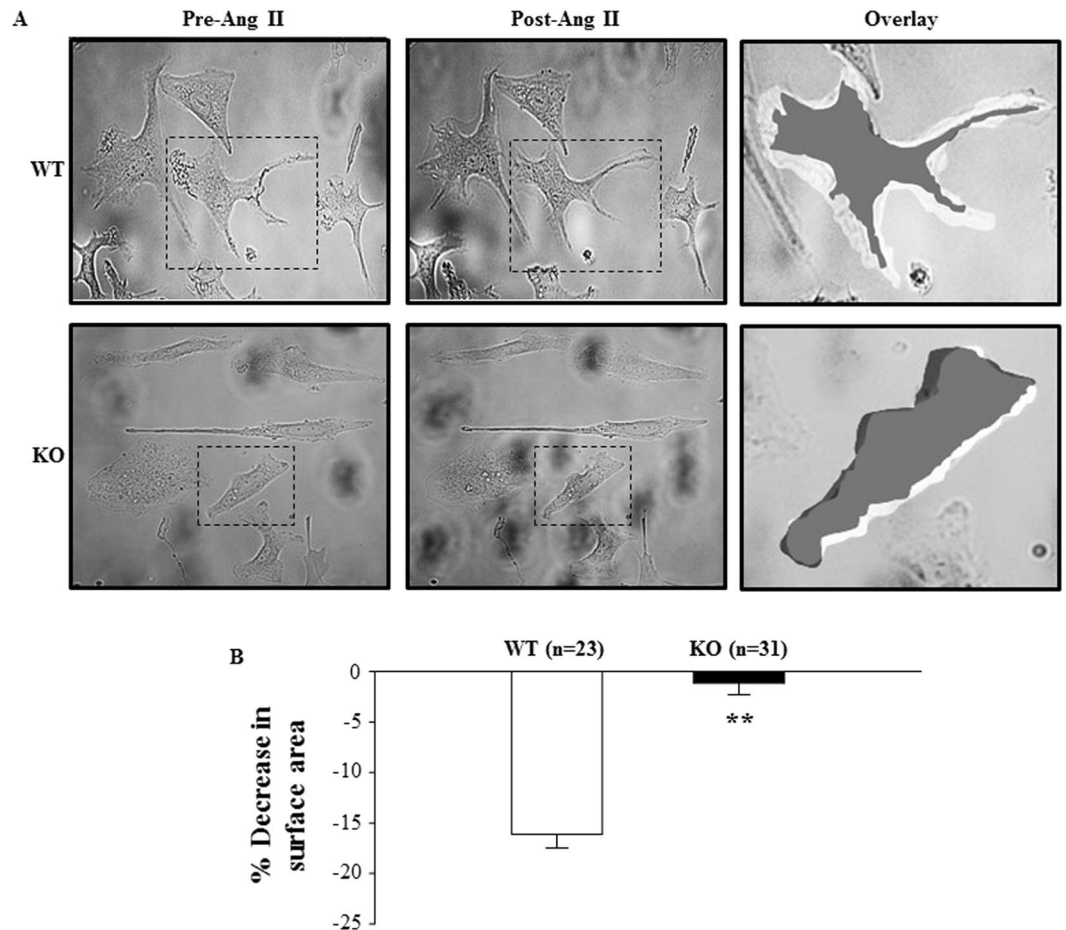 A
Pre-Ang II
Post-Ang II
Overlay
WT
KO
B
WT (n=23)
KO (n=31)
% Decrease in
surface area
0
-5
-10
-15
-20
-25
**